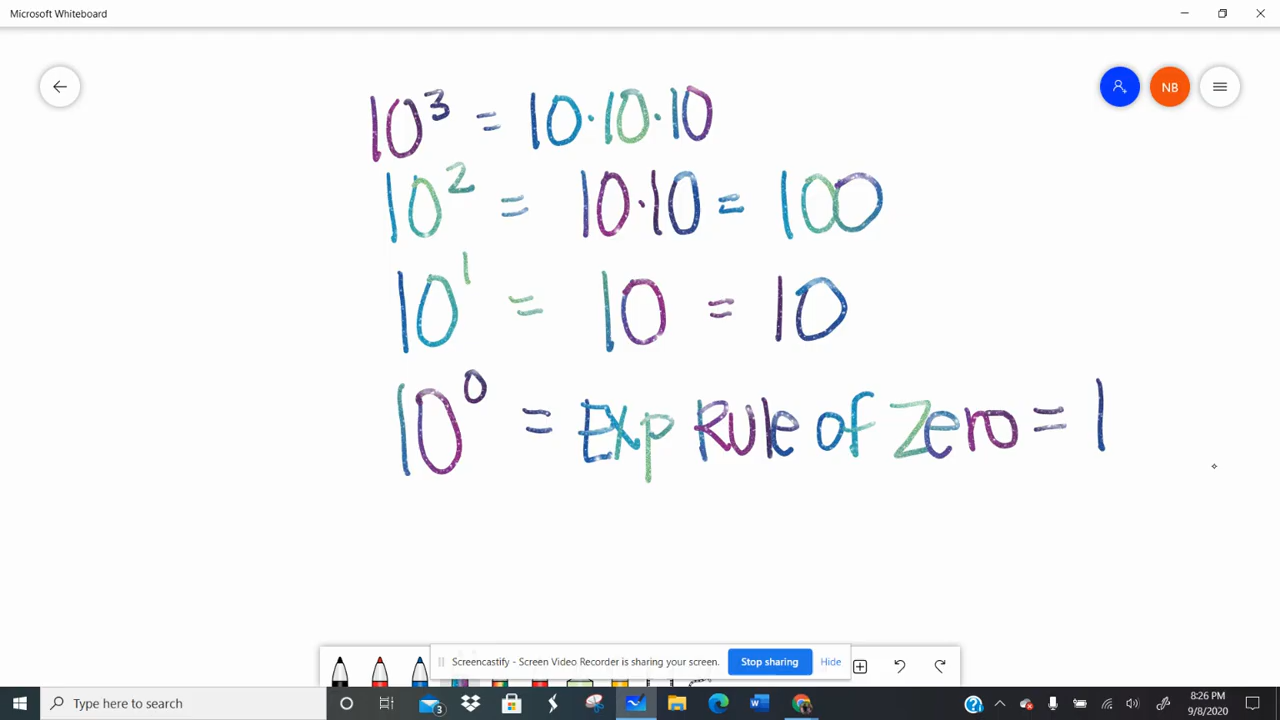 Microsoft Whiteboard
NB
10³ = 10·10·10
10² = 10·10 = 100
10¹ = 10 = 10
10⁰ = Exp Rule of Zero = 1
Screencastify - Screen Video Recorder is sharing your screen. Stop sharing Hide
Type here to search
3
8:26 PM
9/8/2020